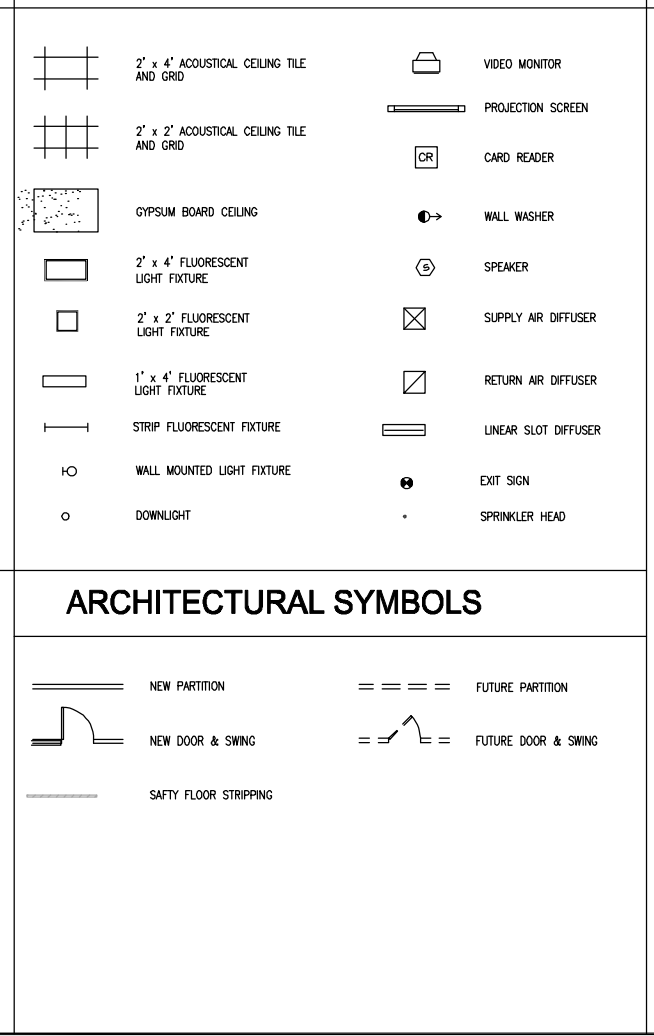 2' x 4' ACOUSTICAL CEILING TILE
AND GRID
2' x 2' ACOUSTICAL CEILING TILE
AND GRID
GYPSUM BOARD CEILING
2' x 4' FLUORESCENT
LIGHT FIXTURE
2' x 2' FLUORESCENT
LIGHT FIXTURE
1' x 4' FLUORESCENT
LIGHT FIXTURE
STRIP FLUORESCENT FIXTURE
WALL MOUNTED LIGHT FIXTURE
DOWNLIGHT
VIDEO MONITOR
PROJECTION SCREEN
CR
CARD READER
WALL WASHER
S
SPEAKER
SUPPLY AIR DIFFUSER
RETURN AIR DIFFUSER
LINEAR SLOT DIFFUSER
EXIT SIGN
SPRINKLER HEAD
ARCHITECTURAL SYMBOLS
NEW PARTITION
NEW DOOR & SWING
SAFTY FLOOR STRIPPING
FUTURE PARTITION
FUTURE DOOR & SWING